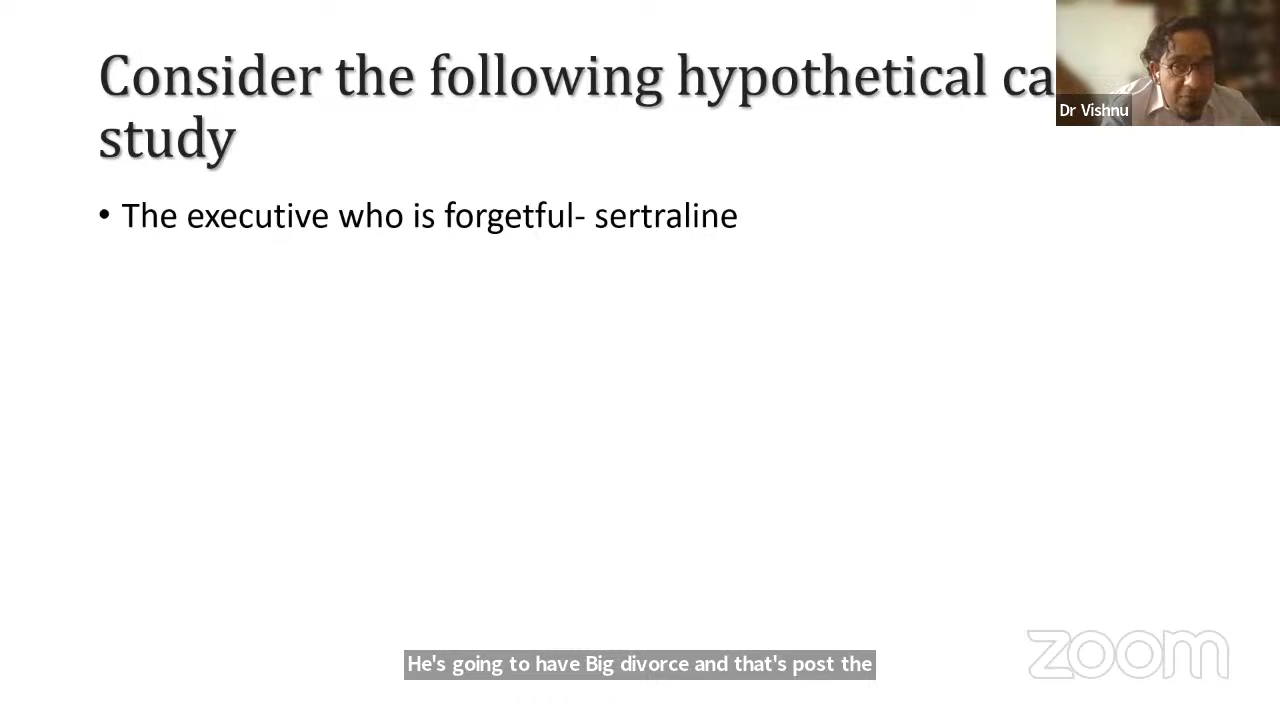 Consider the following hypothetical ca
study
Dr Vishnu
• The executive who is forgetful- sertraline
He's going to have Big divorce and that's post the
zoom